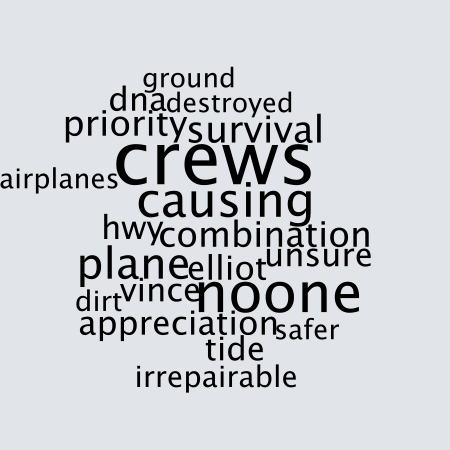 ground
dna destroyed
priority survival
crews
airplanes
causing
hwy combination
unsure
plane elliot
vince noone
dirt
appreciation safer
tide
irrepairable